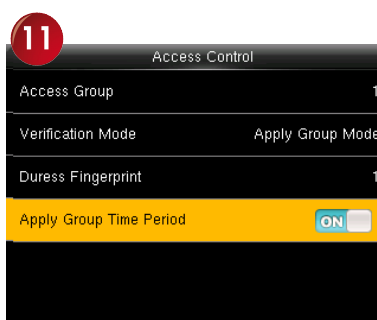 11
Access Control
Access Group 1
Verification Mode Apply Group Mode
Duress Fingerprint 1
Apply Group Time Period ON